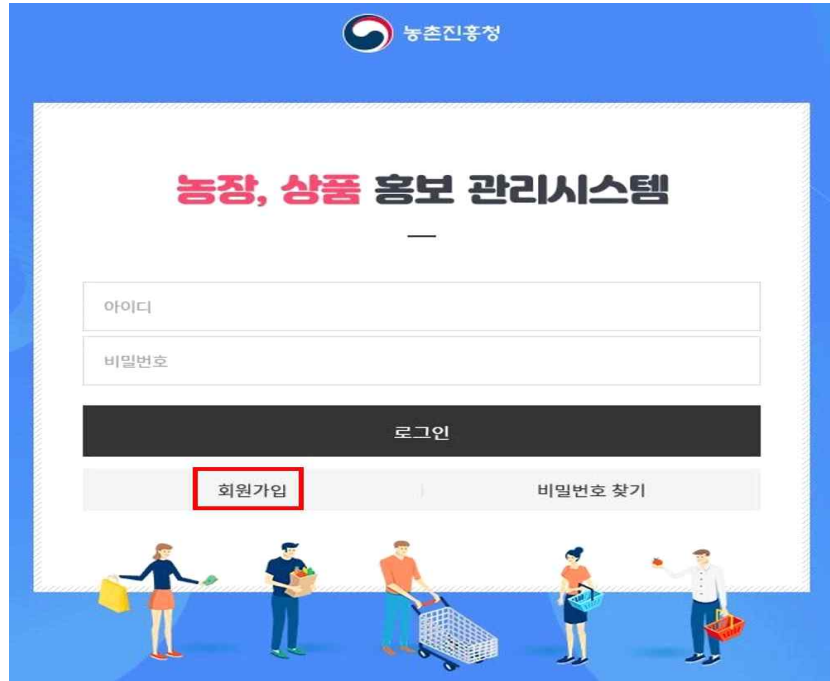 농촌진흥청
농장, 상품 홍보 관리시스템
아이디
비밀번호
로그인
회원가입
비밀번호 찾기